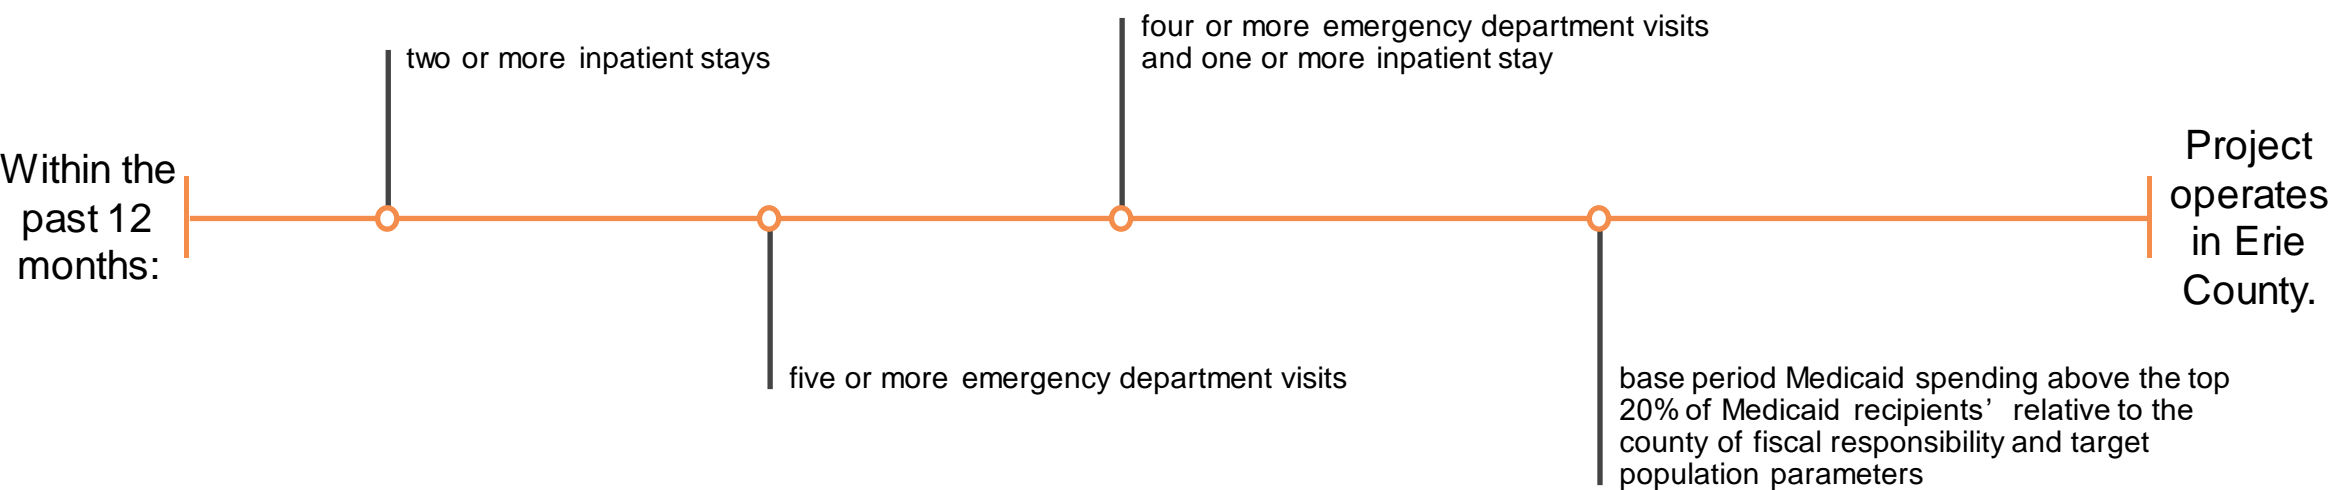 Within the
past 12
months:
two or more inpatient stays
five or more emergency department visits
four or more emergency department visits
and one or more inpatient stay
base period Medicaid spending above the top
20% of Medicaid recipients’ relative to the
county of fiscal responsibility and target
population parameters
Project
operates
in Erie
County.